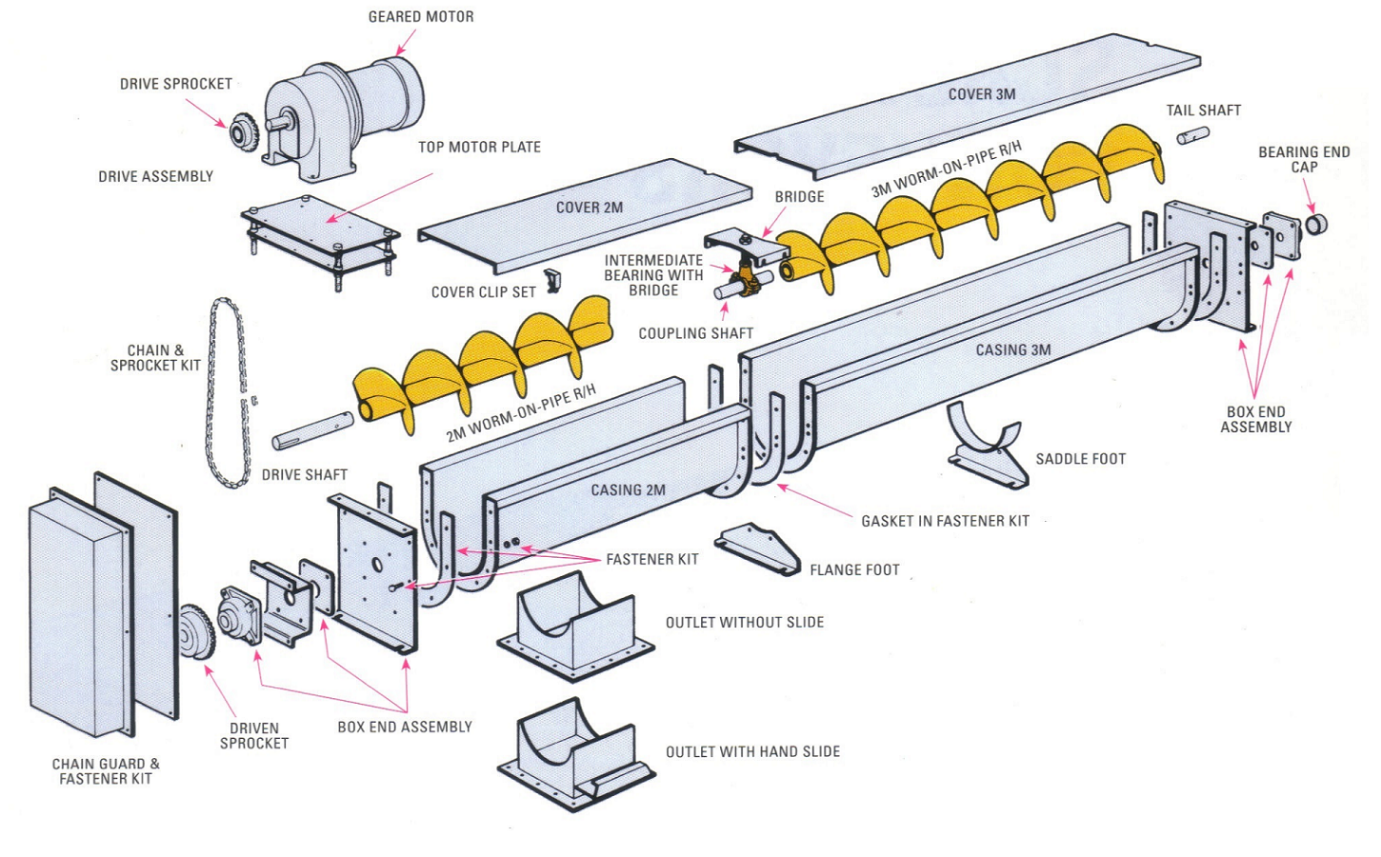 GEARED MOTOR
DRIVE SPROCKET
COVER 3M
TAIL SHAFT
TOP MOTOR PLATE
BEARING END
CAP
DRIVE ASSEMBLY
3M WORM-ON-PIPE R/H
BRIDGE
COVER 2M
INTERMEDIATE
BEARING WITH
BRIDGE
COVER CLIP SET
COUPLING SHAFT
CHAIN &
SPROCKET KIT
CASING 3M
2M WORM-ON-PIPE R/H
BOX END
ASSEMBLY
DRIVE SHAFT
SADDLE FOOT
CASING 2M
GASKET IN FASTENER KIT
FASTENER KIT
FLANGE FOOT
OUTLET WITHOUT SLIDE
DRIVEN
SPROCKET
BOX END ASSEMBLY
OUTLET WITH HAND SLIDE
CHAIN GUARD &
FASTENER KIT